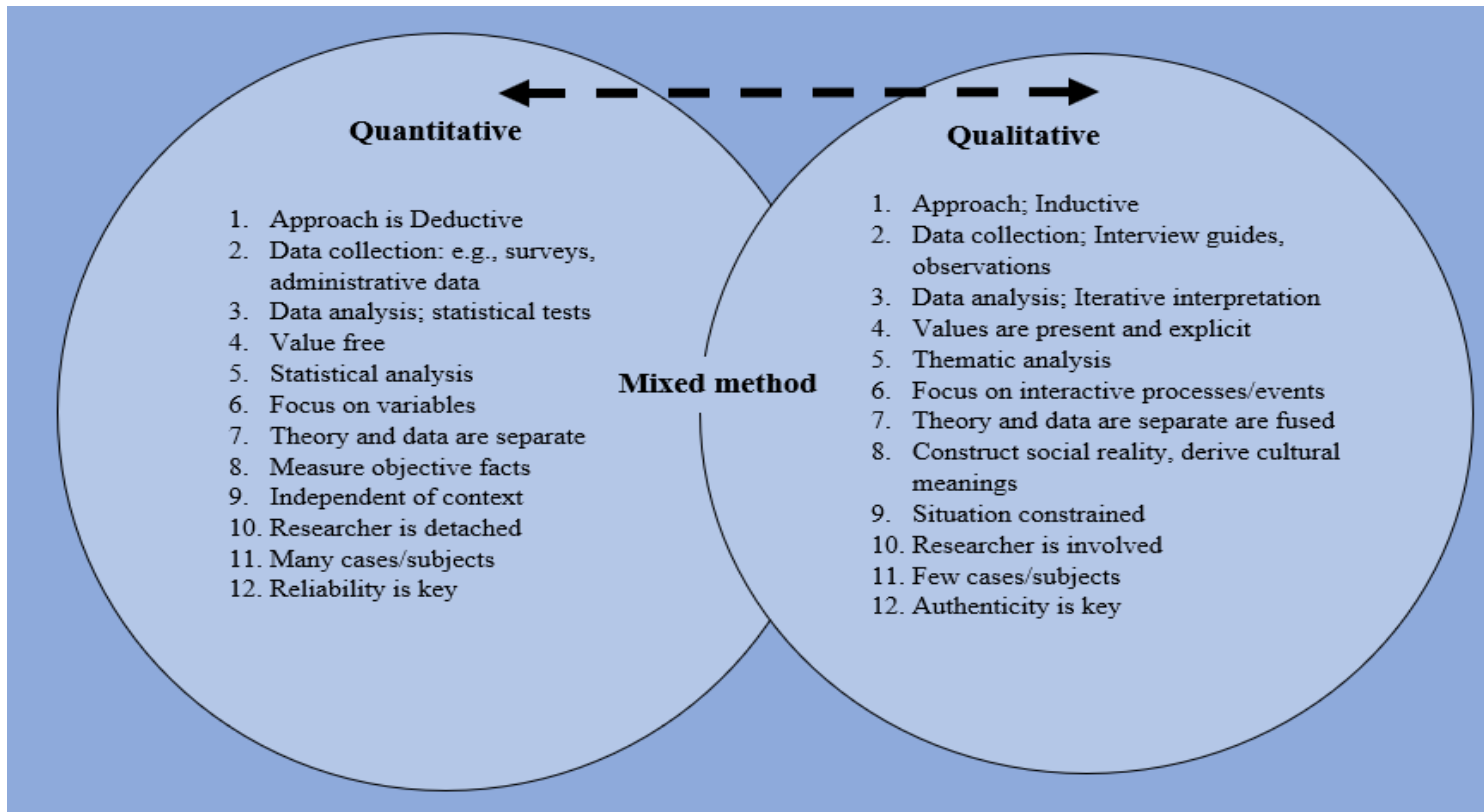 Quantitative
1. Approach is Deductive
2. Data collection: e.g., surveys,
administrative data
3. Data analysis; statistical tests
4. Value free
5. Statistical analysis
6. Focus on variables
7. Theory and data are separate
8. Measure objective facts
9. Independent of context
10. Researcher is detached
11. Many cases/subjects
12. Reliability is key
Mixed method
Qualitative
1. Approach; Inductive
2. Data collection; Interview guides,
observations
3. Data analysis; Iterative interpretation
4. Values are present and explicit
5. Thematic analysis
6. Focus on interactive processes/events
7. Theory and data are separate are fused
8. Construct social reality, derive cultural
meanings
9. Situation constrained
10. Researcher is involved
11. Few cases/subjects
12. Authenticity is key